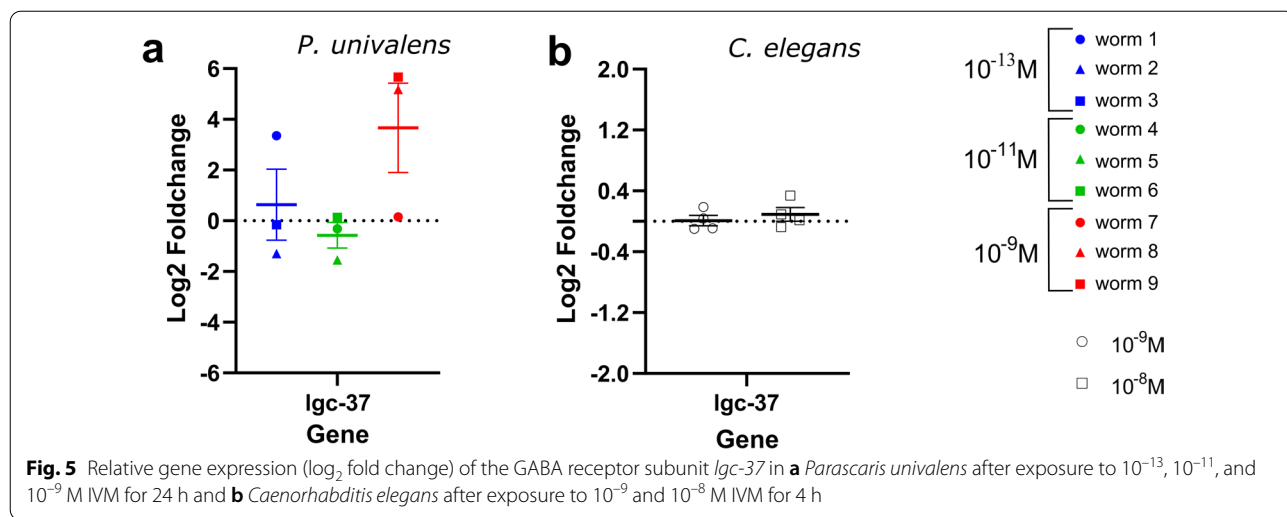 a
P. univalens
6
4
2
0
-2
-4
-6
Log2 Foldchange
lgc-37
Gene
b
C. elegans
2.0
1.2
0.4
-0.4
-1.2
-2.0
Log2 Foldchange
lgc-37
Gene
10⁻¹³M
worm 1
worm 2
worm 3
10⁻¹¹M
worm 4
worm 5
worm 6
10⁻⁹M
worm 7
worm 8
worm 9
10⁻⁹M
10⁻⁸M
Fig. 5 Relative gene expression (log₂ fold change) of the GABA receptor subunit lgc-37 in a Parascaris univalens after exposure to 10⁻¹³, 10⁻¹¹, and
10⁻⁹ M IVM for 24 h and b Caenorhabditis elegans after exposure to 10⁻⁹ and 10⁻⁸ M IVM for 4 h